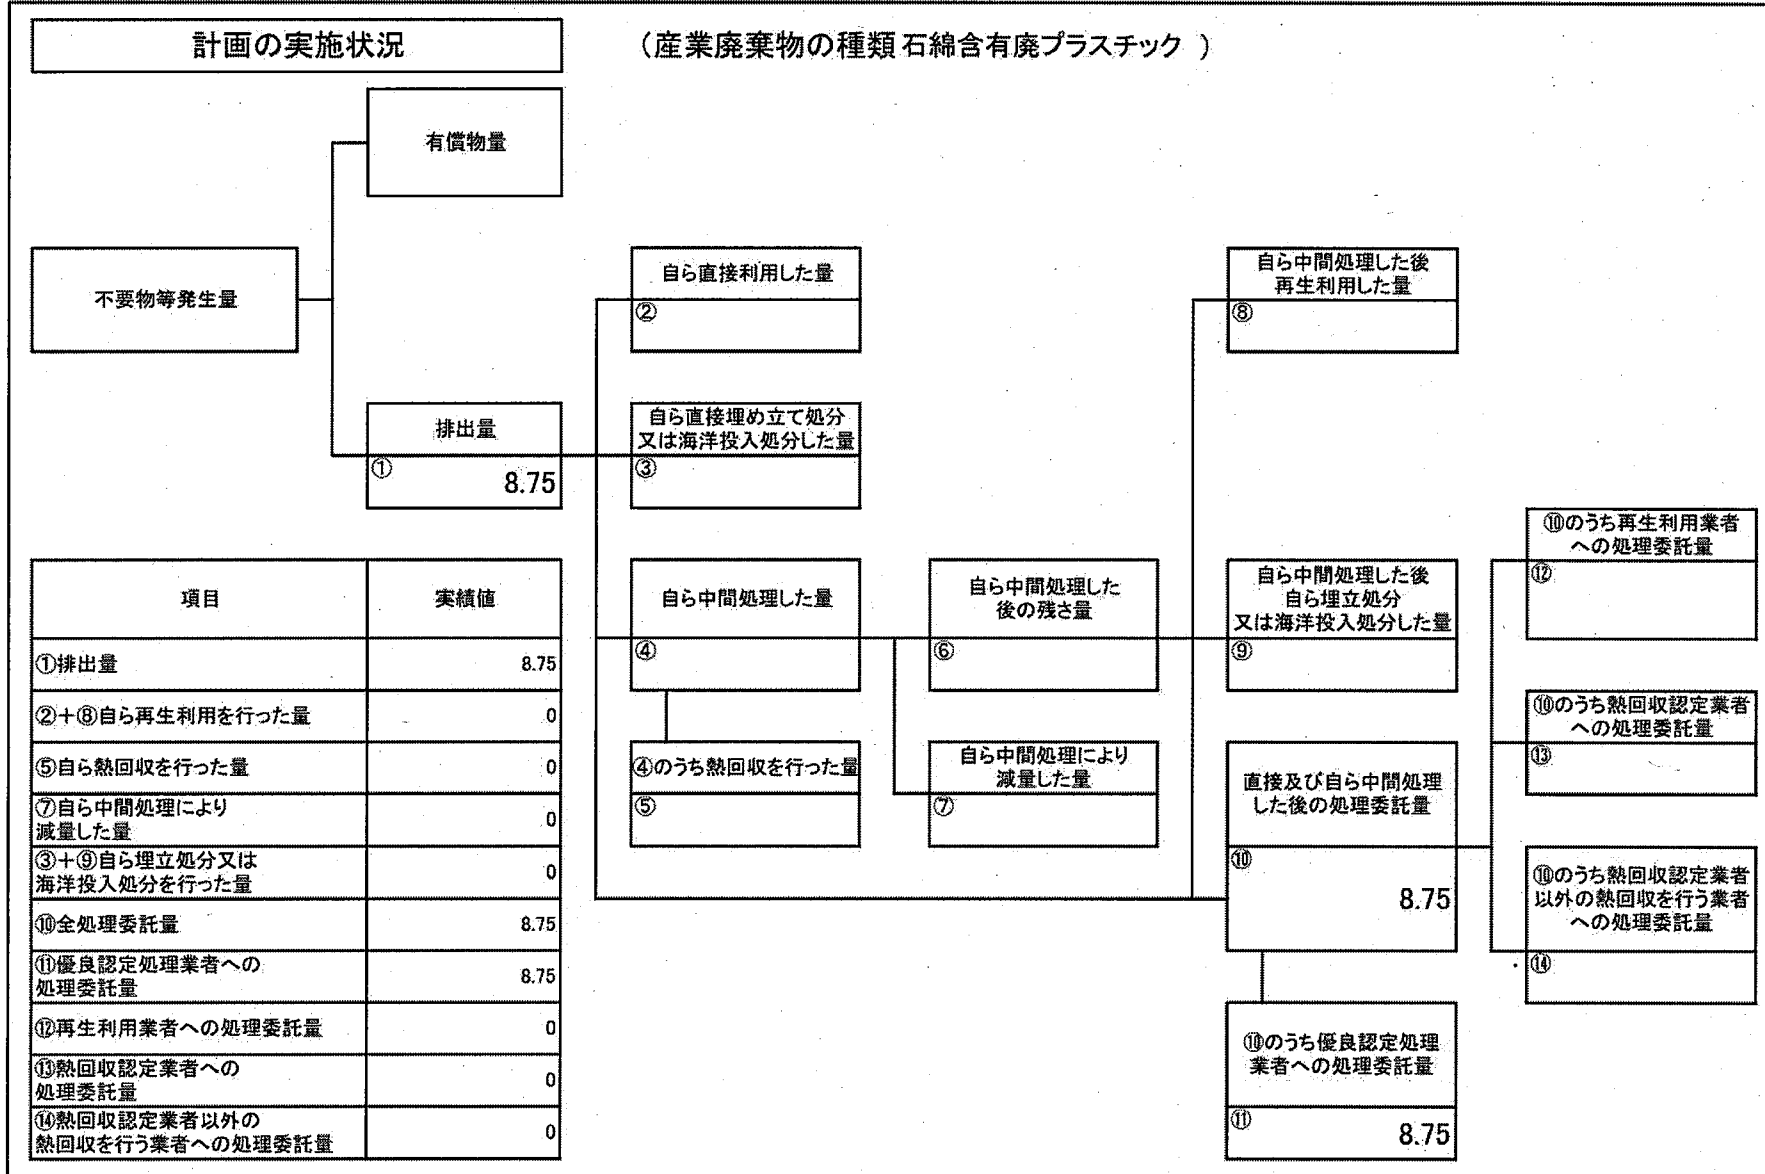 計画の実施状況
（産業廃棄物の種類 石綿含有廃プラスチック ）
有償物量
不要物等発生量
排出量
①
8.75
自ら直接利用した量
②
自ら直接埋め立て処分
又は海洋投入処分した量
③
自ら中間処理した量
④
④のうち熱回収を行った量
⑤
自ら中間処理した
後の残さ量
⑥
自ら中間処理により
減量した量
⑦
自ら中間処理した後
再生利用した量
⑧
自ら中間処理した後
自ら埋立処分
又は海洋投入処分した量
⑨
直接及び自ら中間処理
した後の処理委託量
⑩
8.75
⑩のうち優良認定処理
業者への処理委託量
⑪
8.75
⑩のうち再生利用業者
への処理委託量
⑫
⑩のうち熱回収認定業者
への処理委託量
⑬
⑩のうち熱回収認定業者
以外の熱回収を行う業者
への処理委託量
⑭
項目 実績値
①排出量 8.75
②＋⑧自ら再生利用を行った量 0
⑤自ら熱回収を行った量 0
⑦自ら中間処理により
減量した量 0
③＋⑨自ら埋立処分又は
海洋投入処分を行った量 0
⑩全処理委託量 8.75
⑪優良認定処理業者への
処理委託量 8.75
⑫再生利用業者への処理委託量 0
⑬熱回収認定業者への
処理委託量 0
⑭熱回収認定業者以外の
熱回収を行う業者への処理委託量 0